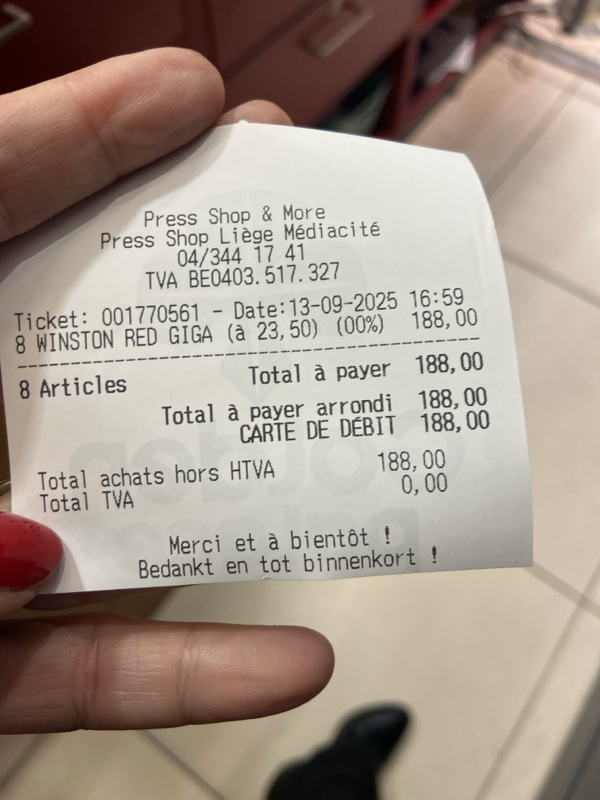 Press Shop & More
Press Shop Liège Médiacité
04/344 17 41
TVA BE0403.517.327
Ticket: 001770561 - Date:13-09-2025 16:59
8 WINSTON RED GIGA (à 23,50) (00%) 188,00
8 Articles Total à payer 188,00
Total à payer arrondi 188,00
CARTE DE DÉBIT 188,00
Total achats hors HTVA 188,00
Total TVA 0,00
Merci et à bientôt !
Bedankt en tot binnenkort !